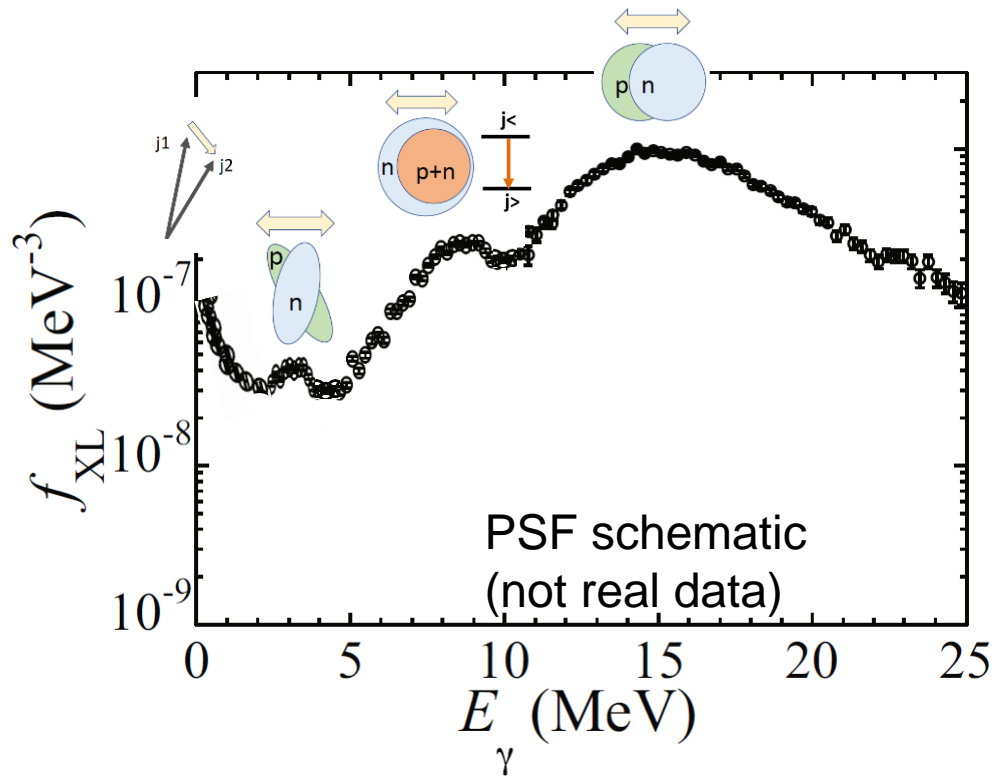 p n
j<
n p+n
j>
j1
j2
p
n
f_XL (MeV^-3)
10^-7
10^-8
10^-9
PSF schematic
(not real data)
0 5 10 15 20 25
E_γ (MeV)